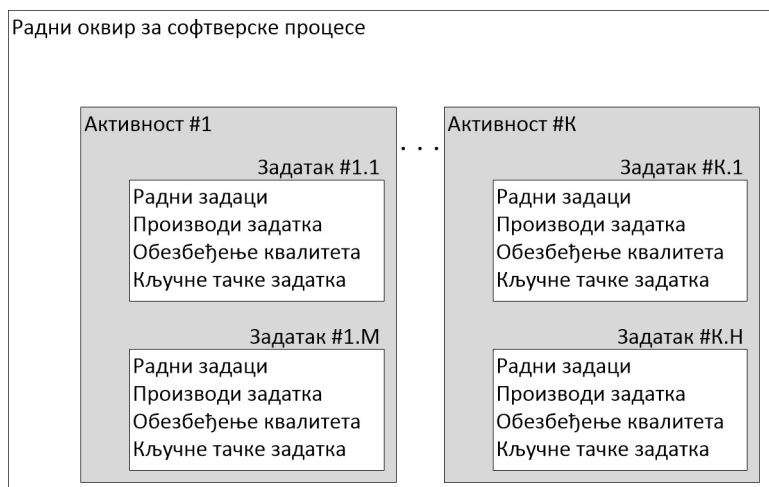 Радни оквир за софтверске процесе
Активност #1
Задатак #1.1
Радни задаци
Производи задатка
Обезбеђење квалитета
Кључне тачке задатка
Задатак #1.М
Радни задаци
Производи задатка
Обезбеђење квалитета
Кључне тачке задатка
. . .
Активност #К
Задатак #К.1
Радни задаци
Производи задатка
Обезбеђење квалитета
Кључне тачке задатка
Задатак #К.Н
Радни задаци
Производи задатка
Обезбеђење квалитета
Кључне тачке задатка